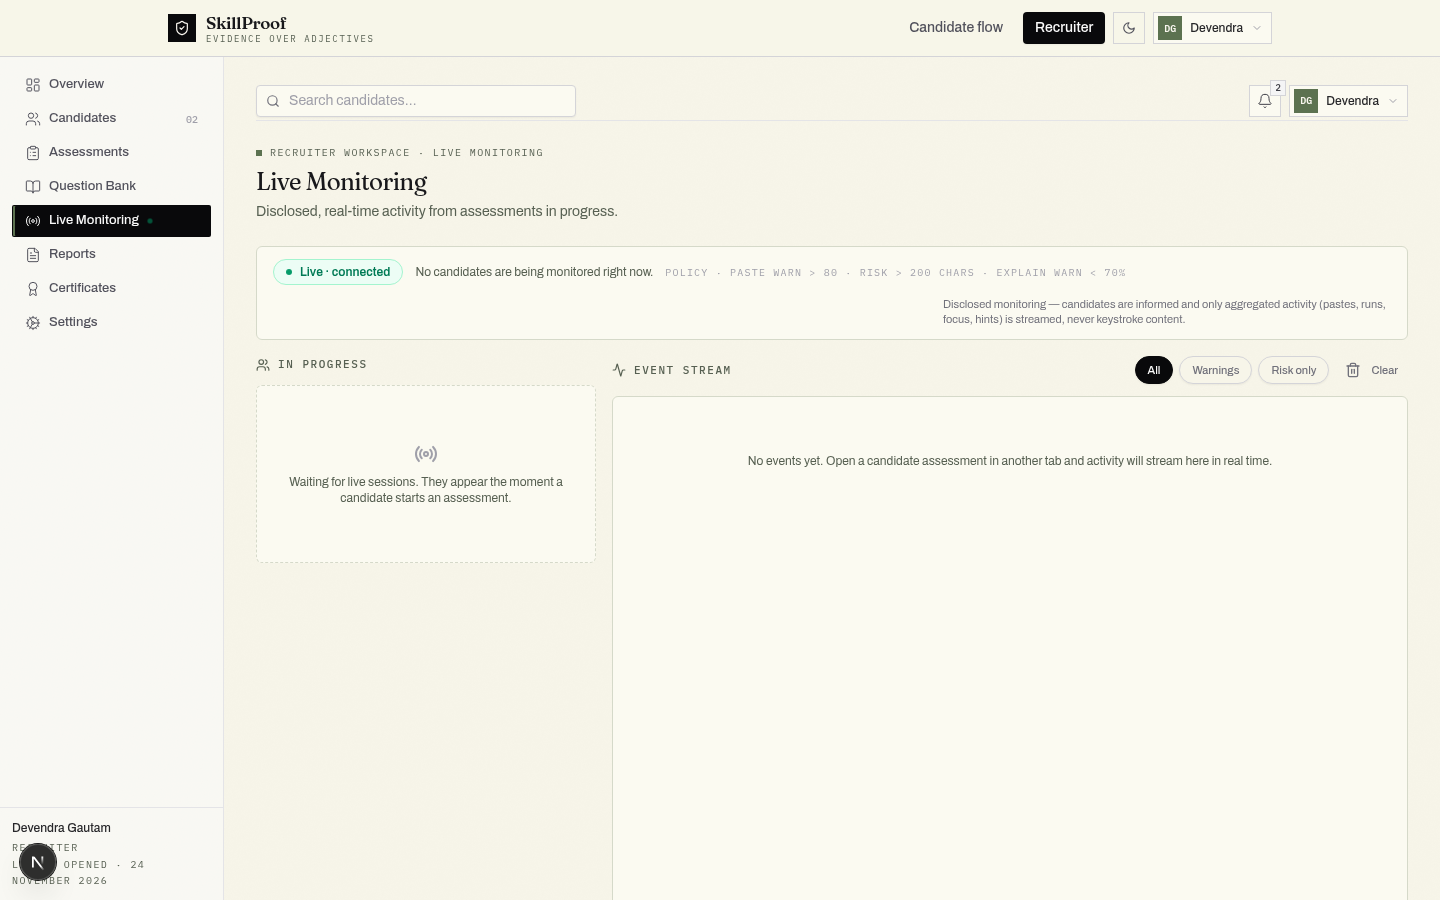 SkillProof
EVIDENCE OVER ADJECTIVES
Candidate flow
Recruiter
DG
Devendra
Overview
Candidates
02
Assessments
Question Bank
Live Monitoring
Reports
Certificates
Settings
Search candidates...
2
DG
Devendra
RECRUITER WORKSPACE · LIVE MONITORING
Live Monitoring
Disclosed, real-time activity from assessments in progress.
Live · connected
No candidates are being monitored right now.
POLICY · PASTE WARN > 80 · RISK > 200 CHARS · EXPLAIN WARN < 70%
Disclosed monitoring — candidates are informed and only aggregated activity (pastes, runs,
focus, hints) is streamed, never keystroke content.
IN PROGRESS
Waiting for live sessions. They appear the moment a
candidate starts an assessment.
EVENT STREAM
All
Warnings
Risk only
Clear
No events yet. Open a candidate assessment in another tab and activity will stream here in real time.
Devendra Gautam
RECRUITER
OPENED · 24
NOVEMBER 2026
N